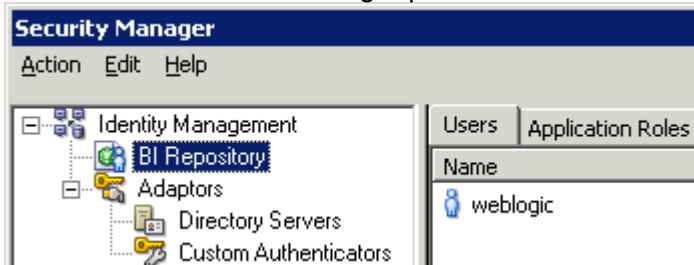 Security Manager
Action Edit Help
Identity Management
BI Repository
Adaptors
Directory Servers
Custom Authenticators
Users Application Roles
Name
weblogic